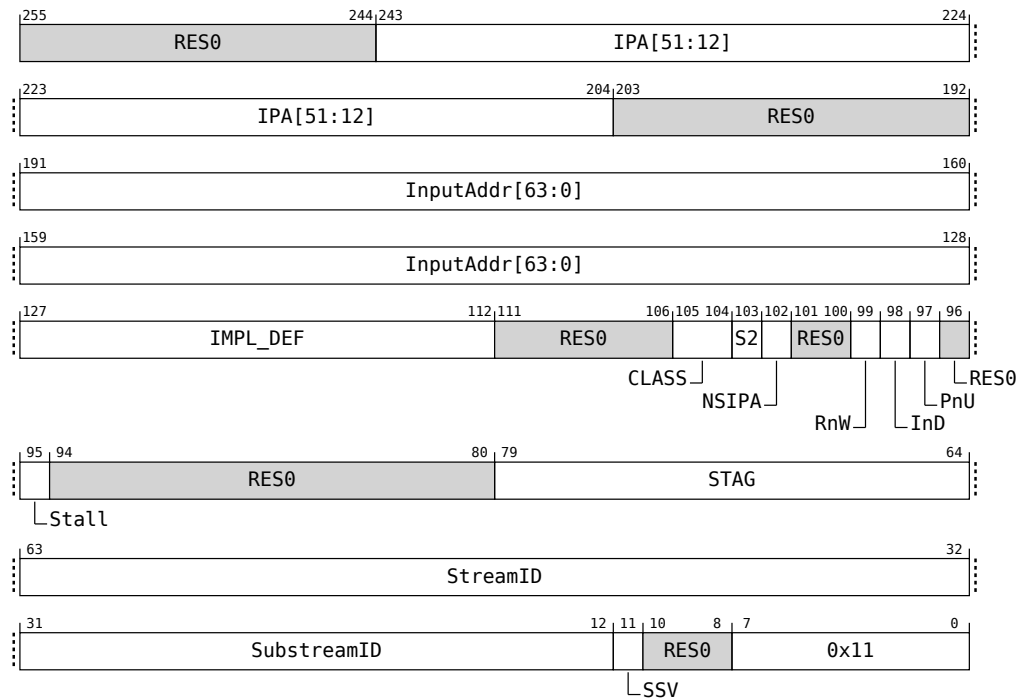 255 244 243 224
RES0 IPA[51:12]
223 204 203 192
IPA[51:12] RES0
191 160
InputAddr[63:0]
159 128
InputAddr[63:0]
127 112 111 106 105 104 103 102 101 100 99 98 97 96
IMPL_DEF RES0 S2 RES0
CLASS RES0
NSIPA PnU
RnW InD
95 94 80 79 64
RES0 STAG
Stall
63 32
StreamID
31 12 11 10 8 7 0
SubstreamID RES0 0x11
SSV